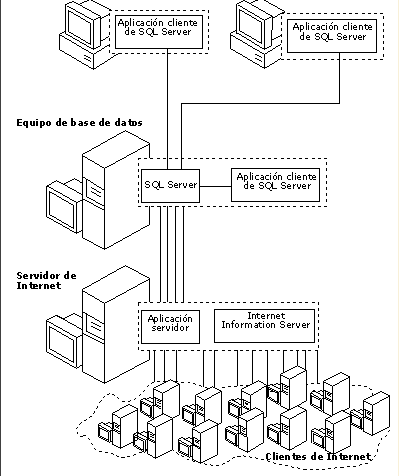 Aplicación cliente
de SQL Server
Aplicación cliente
de SQL Server
Equipo de base de datos
SQL Server
Aplicación cliente
de SQL Server
Servidor de
Internet
Aplicación
servidor
Internet
Information Server
Clientes de Internet